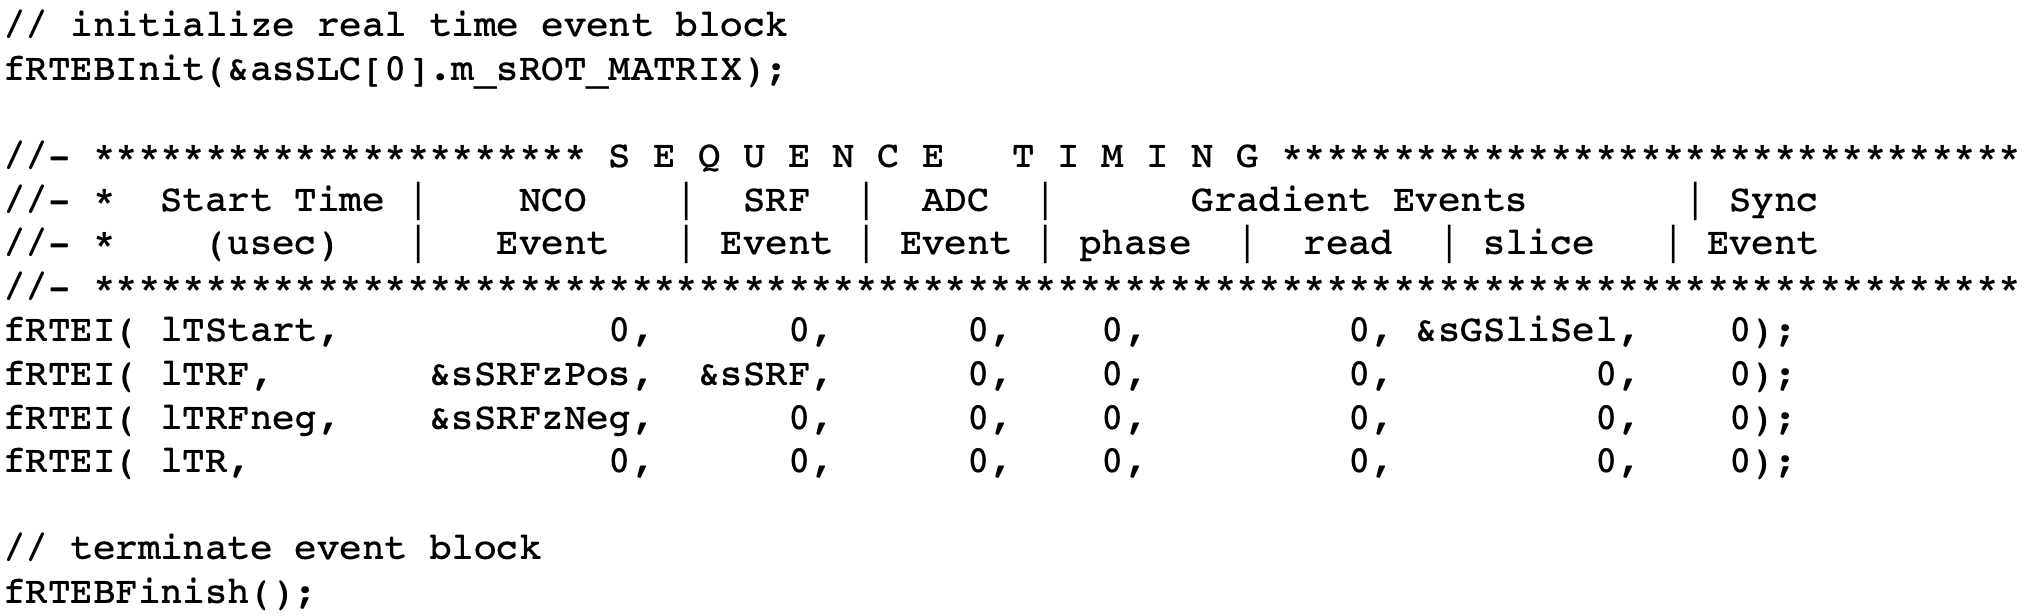 // initialize real time event block
fRTEBInit(&asSLC[0].m_sROT_MATRIX);
//- ********************** S E Q U E N C E   T I M I N G *********************************
//- *  Start Time |    NCO    |  SRF  |  ADC  |      Gradient Events       | Sync
//- *    (usec)   |   Event   | Event | Event | phase  |  read  | slice   | Event
//- **************************************************************************************
fRTEI( lTStart,            0,      0,      0,    0,         0, &sGSliSel,    0);
fRTEI( lTRF,       &sSRFzPos,  &sSRF,      0,    0,         0,         0,    0);
fRTEI( lTRFneg,    &sSRFzNeg,      0,      0,    0,         0,         0,    0);
fRTEI( lTR,                0,      0,      0,    0,         0,         0,    0);
// terminate event block
fRTEBFinish();